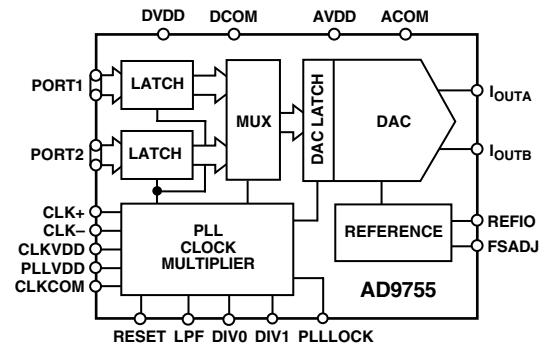 DVDD DCOM AVDD ACOM
PORT1
LATCH
PORT2
LATCH
MUX
DAC LATCH
DAC
IOUTA
IOUTB
CLK+
CLK–
CLKVDD
PLLVDD
CLKCOM
PLL
CLOCK
MULTIPLIER
REFERENCE
REFIO
FSADJ
AD9755
RESET LPF DIV0 DIV1 PLLLOCK